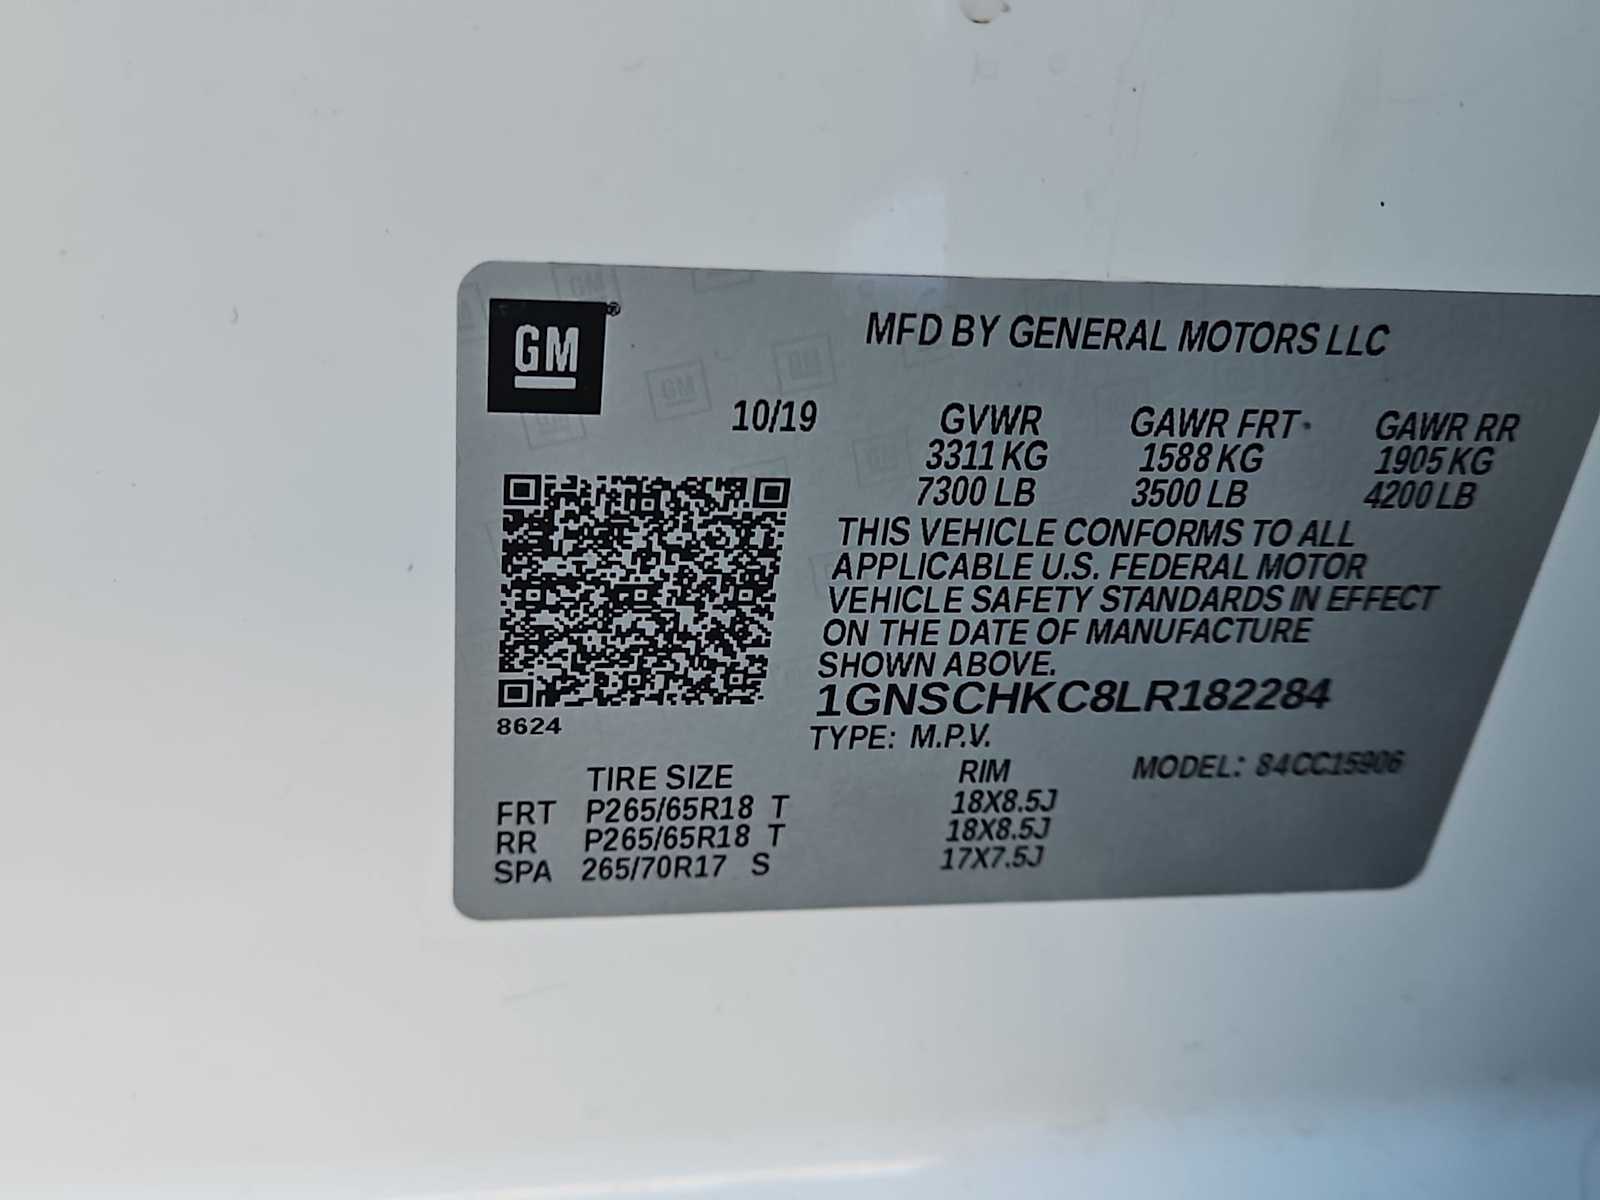 GM
MFD BY GENERAL MOTORS LLC
10/19 GVWR GAWR FRT GAWR RR
3311 KG 1588 KG 1905 KG
7300 LB 3500 LB 4200 LB
THIS VEHICLE CONFORMS TO ALL
APPLICABLE U.S. FEDERAL MOTOR
VEHICLE SAFETY STANDARDS IN EFFECT
ON THE DATE OF MANUFACTURE
SHOWN ABOVE.
1GNSCHKC8LR182284
8624
TYPE: M.P.V.
MODEL: 84CC15906
TIRE SIZE RIM
FRT P265/65R18 T 18X8.5J
RR P265/65R18 T 18X8.5J
SPA 265/70R17 S 17X7.5J